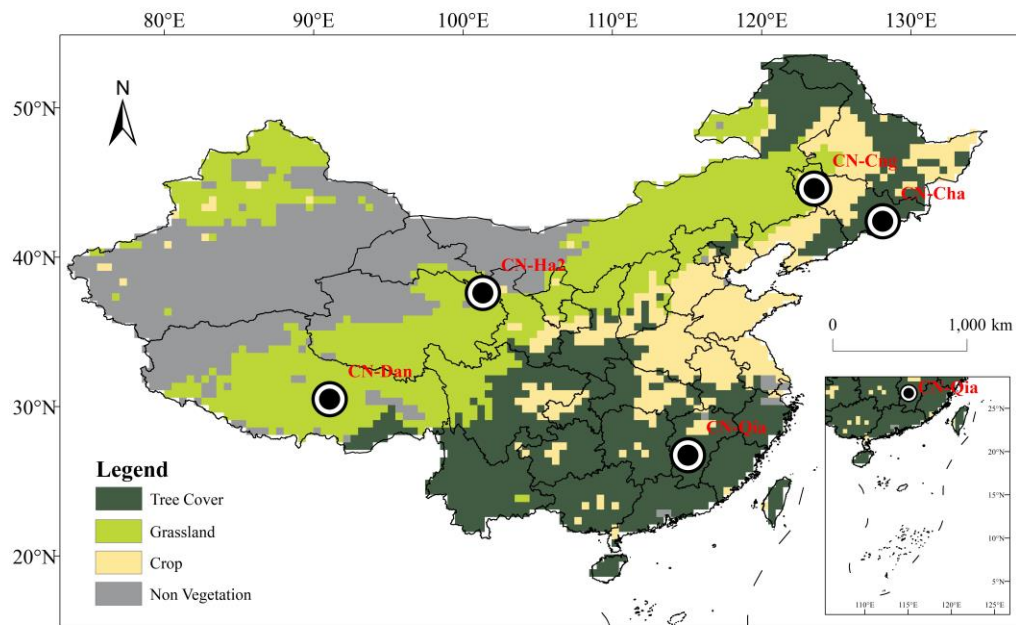 80°E 90°E 100°E 110°E 120°E 130°E
N
50°N
40°N
30°N
20°N
CN-Cng
CN-Cha
CN-Ha2
CN-Dan
CN-Qia
0 1,000 km
Legend
Tree Cover
Grassland
Crop
Non Vegetation
CN-Qia
25°N
20°N
15°N
10°N
5°N
110°E 115°E 120°E 125°E